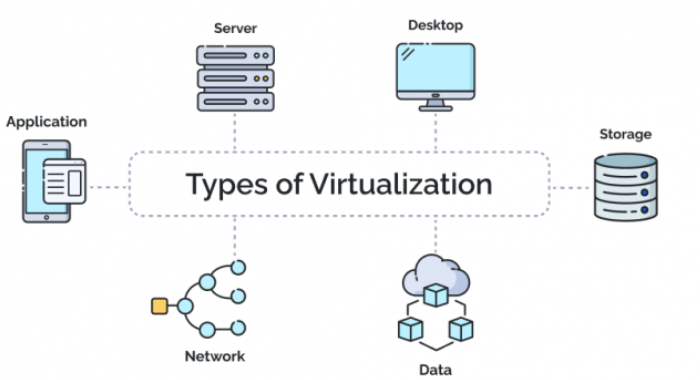 Server
Desktop
Application
Storage
Types of Virtualization
Network
Data